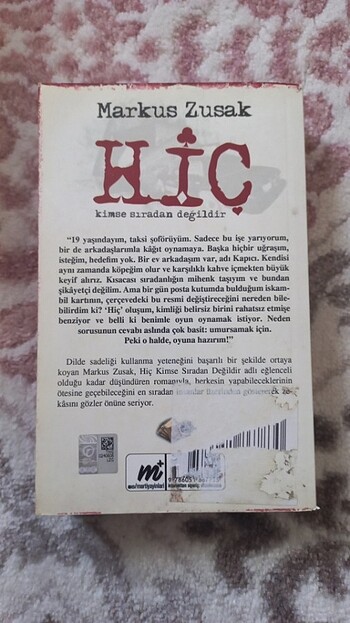 Markus Zusak
HİÇ
kimse sıradan değildir
“19 yaşındayım, taksi şoförüyüm. Sadece bu işe yarıyorum,
bir de arkadaşlarımla kâğıt oynamaya. Başka hiçbir uğraşım,
isteğim, hedefim yok. Bir ev arkadaşım var, adı Kapıcı. Kendisi
aynı zamanda köpeğim olur ve karşılıklı kahve içmekten büyük
keyif alırız. Kısacası sıradanlığın mihenk taşıyım ve bundan
şikâyetçi değilim. Ama bir gün posta kutumda bulduğum iskam-
bil kartının, çerçevedeki bu resmi değiştireceğini nereden bile-
bilirdim ki? ‘Hiç’ oluşum, kimliği belirsiz birini rahatsız etmişe
benziyor ve belli ki benimle oyun oynamak istiyor. Neden
sorusunun cevabı aslında çok basit: umursamak için.
Peki o halde, oyuna hazırım!”
Dilde sadeliği kullanma yeteneğini başarılı bir şekilde ortaya
koyan Markus Zusak, Hiç Kimse Sıradan Değildir adlı eğlenceli
olduğu kadar düşündüren romanıyla, herkesin yapabileceklerinin
ötesine geçebileceğini en sıradan
kâsını gözler önüne seriyor.
m+